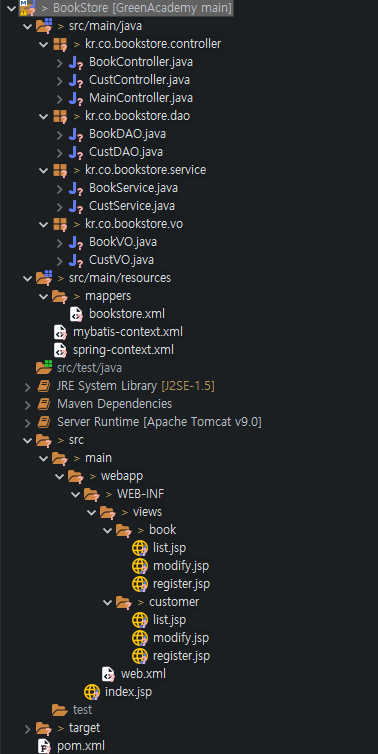 > BookStore [GreenAcademy main]
> src/main/java
> kr.co.bookstore.controller
> BookController.java
> CustController.java
> MainController.java
> kr.co.bookstore.dao
> BookDAO.java
> CustDAO.java
> kr.co.bookstore.service
> BookService.java
> CustService.java
> kr.co.bookstore.vo
> BookVO.java
> CustVO.java
> src/main/resources
> mappers
bookstore.xml
mybatis-context.xml
spring-context.xml
src/test/java
JRE System Library [J2SE-1.5]
Maven Dependencies
Server Runtime [Apache Tomcat v9.0]
> src
> main
> webapp
> WEB-INF
> views
> book
list.jsp
modify.jsp
register.jsp
> customer
list.jsp
modify.jsp
register.jsp
web.xml
index.jsp
test
> target
pom.xml